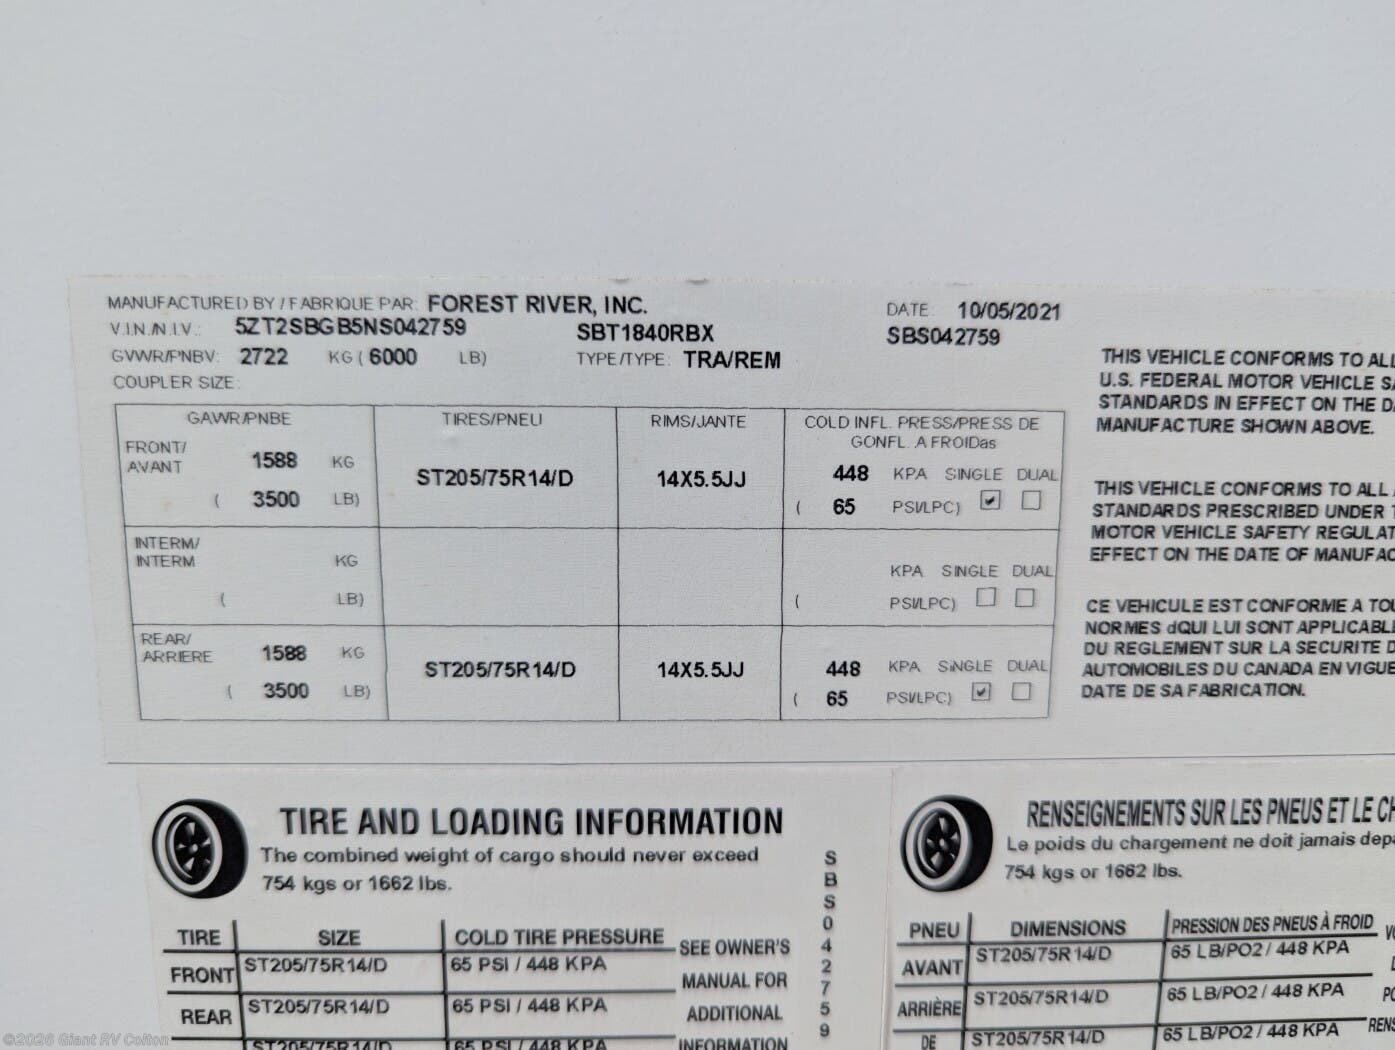 MANUFACTURED BY / FABRIQUE PAR: FOREST RIVER, INC.
DATE: 10/05/2021
V.I.N./N.I.V.: 5ZT2SBGB5NS042759
SBT1840RBX
SBS042759
GVWR/PNBV: 2722 KG ( 6000 LB)
TYPE/TYPE: TRA/REM
COUPLER SIZE:
GAWR/PNBE TIRES/PNEU RIMS/JANTE COLD INFL. PRESS/PRESS DE GONFL. A FROIDas
FRONT/AVANT 1588 KG ST205/75R14/D 14X5.5JJ 448 KPA SINGLE DUAL
( 3500 LB) ( 65 PSI/LPC)
INTERM/INTERM KG KPA SINGLE DUAL
( LB) ( PSI/LPC)
REAR/ARRIERE 1588 KG ST205/75R14/D 14X5.5JJ 448 KPA SINGLE DUAL
( 3500 LB) ( 65 PSI/LPC)
THIS VEHICLE CONFORMS TO ALL
U.S. FEDERAL MOTOR VEHICLE SA
STANDARDS IN EFFECT ON THE DA
MANUFACTURE SHOWN ABOVE.
THIS VEHICLE CONFORMS TO ALL
STANDARDS PRESCRIBED UNDER T
MOTOR VEHICLE SAFETY REGULAT
EFFECT ON THE DATE OF MANUFAC
CE VEHICULE EST CONFORME A TOU
NORMES dQUI LUI SONT APPLICABLE
DU REGLEMENT SUR LA SECURITE D
AUTOMOBILES DU CANADA EN VIGUE
DATE DE SA FABRICATION.
TIRE AND LOADING INFORMATION
The combined weight of cargo should never exceed
754 kgs or 1662 lbs.
TIRE SIZE COLD TIRE PRESSURE
FRONT ST205/75R14/D 65 PSI / 448 KPA
REAR ST205/75R14/D 65 PSI / 448 KPA
ST205/75R14/D 65 PSI / 448 KPA
SEE OWNER'S
MANUAL FOR
ADDITIONAL
INFORMATION
SBS042759
RENSEIGNEMENTS SUR LES PNEUS ET LE CH
Le poids du chargement ne doit jamais dépa
754 kgs or 1662 lbs.
PNEU DIMENSIONS PRESSION DES PNEUS À FROID
AVANT ST205/75R14/D 65 LB/PO2 / 448 KPA
ARRIÈRE ST205/75R14/D 65 LB/PO2 / 448 KPA
DE ST205/75R14/D 65 LB/PO2 / 448 KPA
©2026 Giant RV Colton